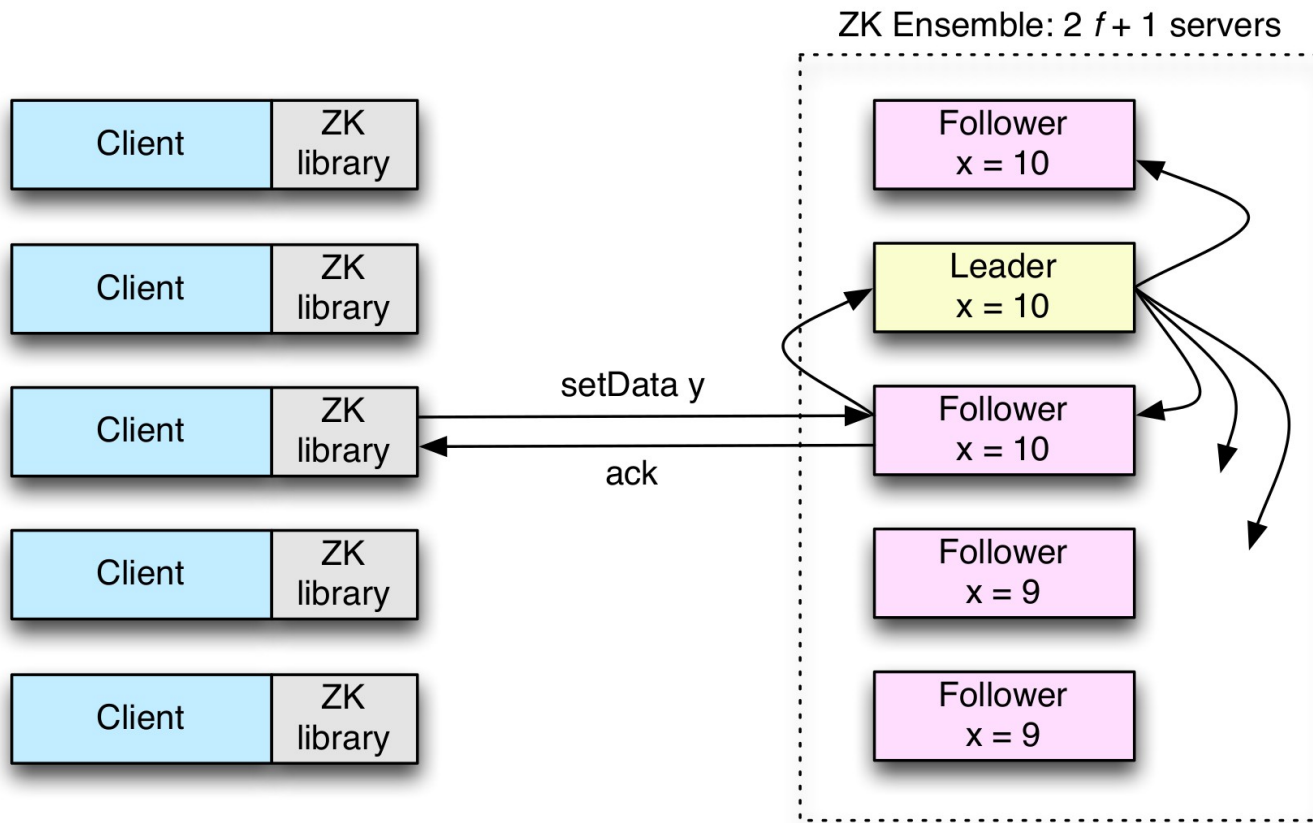 ZK Ensemble: 2 f + 1 servers
Client
ZK
library
Follower
x = 10
Client
ZK
library
Leader
x = 10
Client
ZK
library
setData y
ack
Follower
x = 10
Client
ZK
library
Follower
x = 9
Client
ZK
library
Follower
x = 9